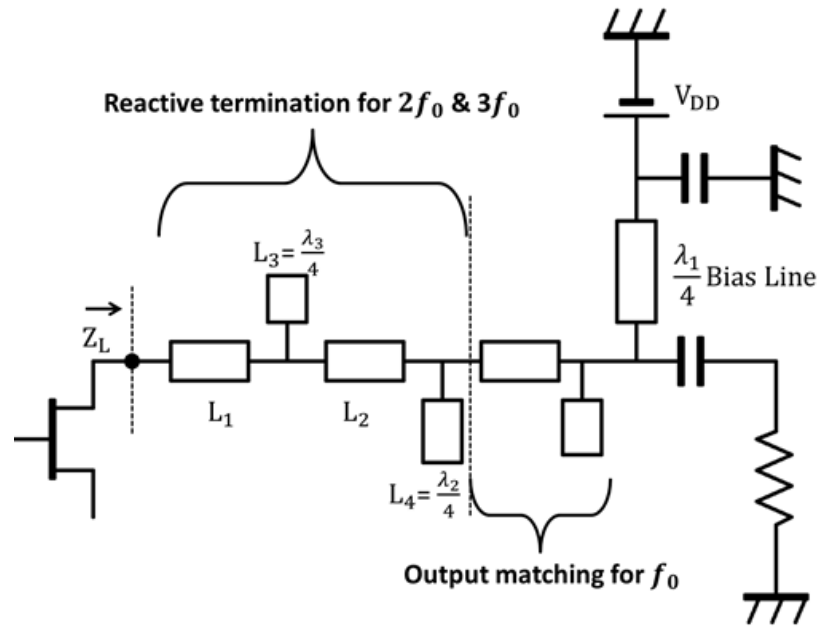 V_DD
Reactive termination for 2f₀ & 3f₀
L₃=λ₃/4
λ₁/4 Bias Line
Z_L
L₁
L₂
L₄=λ₂/4
Output matching for f₀